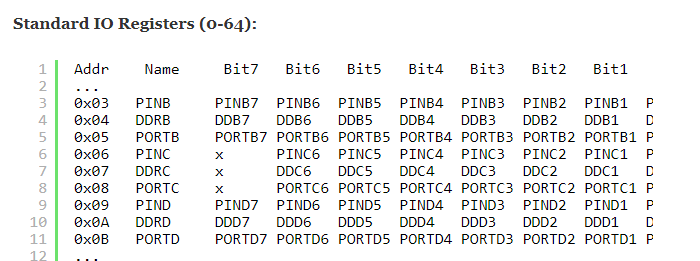 Standard IO Registers (0-64):
1 Addr Name Bit7 Bit6 Bit5 Bit4 Bit3 Bit2 Bit1
2 ...
3 0x03 PINB PINB7 PINB6 PINB5 PINB4 PINB3 PINB2 PINB1 P
4 0x04 DDRB DDB7 DDB6 DDB5 DDB4 DDB3 DDB2 DDB1 D
5 0x05 PORTB PORTB7 PORTB6 PORTB5 PORTB4 PORTB3 PORTB2 PORTB1 P
6 0x06 PINC x PINC6 PINC5 PINC4 PINC3 PINC2 PINC1 P
7 0x07 DDRC x DDC6 DDC5 DDC4 DDC3 DDC2 DDC1 D
8 0x08 PORTC x PORTC6 PORTC5 PORTC4 PORTC3 PORTC2 PORTC1 P
9 0x09 PIND PIND7 PIND6 PIND5 PIND4 PIND3 PIND2 PIND1 P
10 0x0A DDRD DDD7 DDD6 DDD5 DDD4 DDD3 DDD2 DDD1 D
11 0x0B PORTD PORTD7 PORTD6 PORTD5 PORTD4 PORTD3 PORTD2 PORTD1 P
12 ...